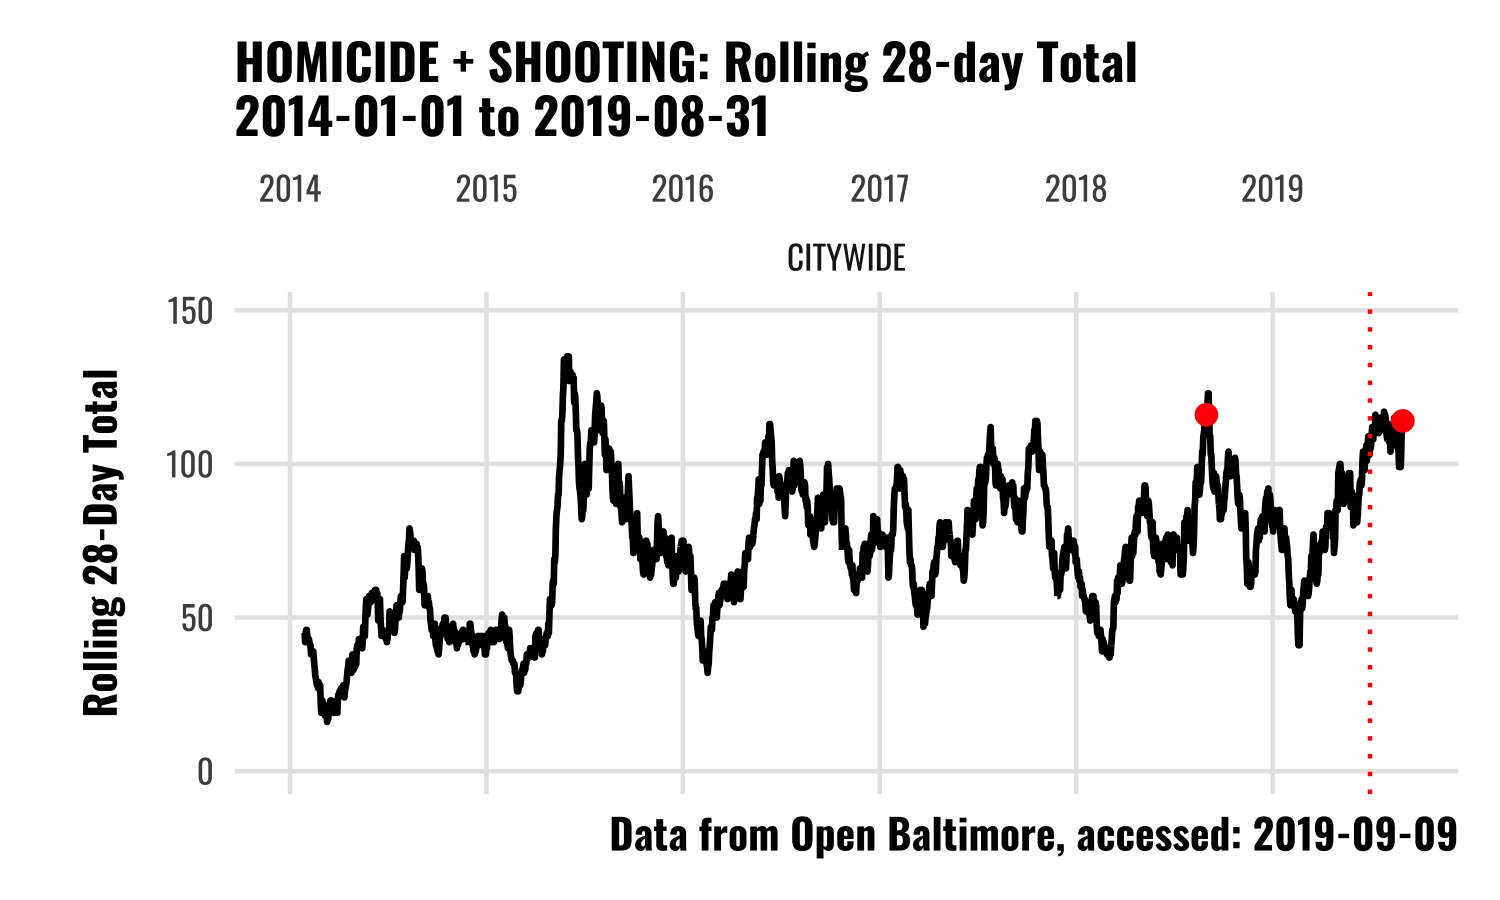 HOMICIDE + SHOOTING: Rolling 28-day Total
2014-01-01 to 2019-08-31
2014 2015 2016 2017 2018 2019
CITYWIDE
150
100
50
0
Rolling 28-Day Total
Data from Open Baltimore, accessed: 2019-09-09